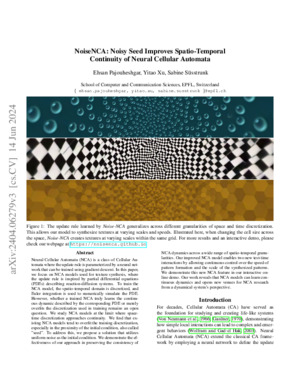 NoiseNCA: Noisy Seed Improves Spatio-Temporal
Continuity of Neural Cellular Automata
Ehsan Pajouheshgar, Yitao Xu, Sabine Süsstrunk
School of Computer and Communication Sciences, EPFL, Switzerland
{ ehsan.pajouheshgar, yitao.xu, sabine.susstrunk }@epfl.ch
Figure 1: The update rule learned by Noise-NCA generalizes across different granularities of space and time discretization.
This allows our model to synthesize textures at varying scales and speeds. Illustrated here, when changing the cell size across
the space, Noise-NCA creates textures at varying scales within the same grid. For more results and an interactive demo, please
check our webpage at https://noisenca.github.io.
Abstract
Neural Cellular Automata (NCA) is a class of Cellular Au-
tomata where the update rule is parameterized by a neural net-
work that can be trained using gradient descent. In this paper,
we focus on NCA models used for texture synthesis, where
the update rule is inspired by partial differential equations
(PDEs) describing reaction-diffusion systems. To train the
NCA model, the spatio-temporal domain is discretized, and
Euler integration is used to numerically simulate the PDE.
However, whether a trained NCA truly learns the continu-
ous dynamic described by the corresponding PDE or merely
overfits the discretization used in training remains an open
question. We study NCA models at the limit where space-
time discretization approaches continuity. We find that ex-
isting NCA models tend to overfit the training discretization,
especially in the proximity of the initial condition, also called
"seed". To address this, we propose a solution that utilizes
uniform noise as the initial condition. We demonstrate the ef-
fectiveness of our approach in preserving the consistency of
NCA dynamics across a wide range of spatio-temporal granu-
larities. Our improved NCA model enables two new test-time
interactions by allowing continuous control over the speed of
pattern formation and the scale of the synthesized patterns.
We demonstrate this new NCA feature in our interactive on-
line demo. Our work reveals that NCA models can learn con-
tinuous dynamics and opens new venues for NCA research
from a dynamical system's perspective.
Introduction
For decades, Cellular Automata (CA) have served as
the foundation for studying and creating life-like systems
(Von Neumann et al., 1966; Gardner, 1970), demonstrating
how simple local interactions can lead to complex and emer-
gent behaviors (Wolfram and Gad-el Hak, 2003). Neural
Cellular Automata (NCA) extend the classical CA frame-
work by employing a neural network to define the update
arXiv:2404.06279v3 [cs.CV] 14 Jun 2024